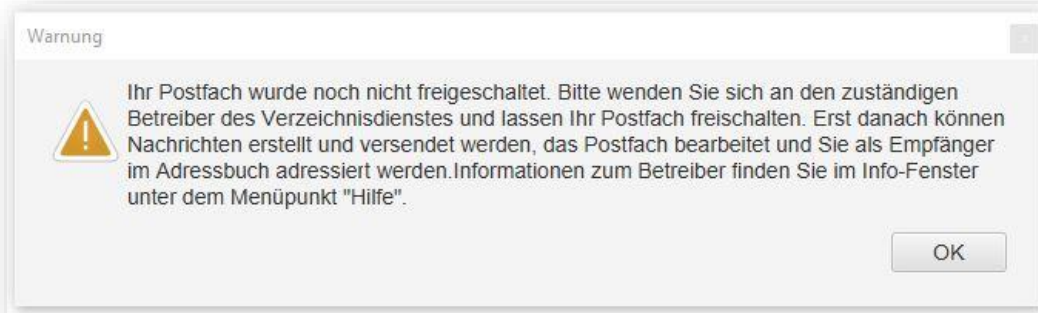 Warnung
Ihr Postfach wurde noch nicht freigeschaltet. Bitte wenden Sie sich an den zuständigen
Betreiber des Verzeichnisdienstes und lassen Ihr Postfach freischalten. Erst danach können
Nachrichten erstellt und versendet werden, das Postfach bearbeitet und Sie als Empfänger
im Adressbuch adressiert werden.Informationen zum Betreiber finden Sie im Info-Fenster
unter dem Menüpunkt "Hilfe".
OK